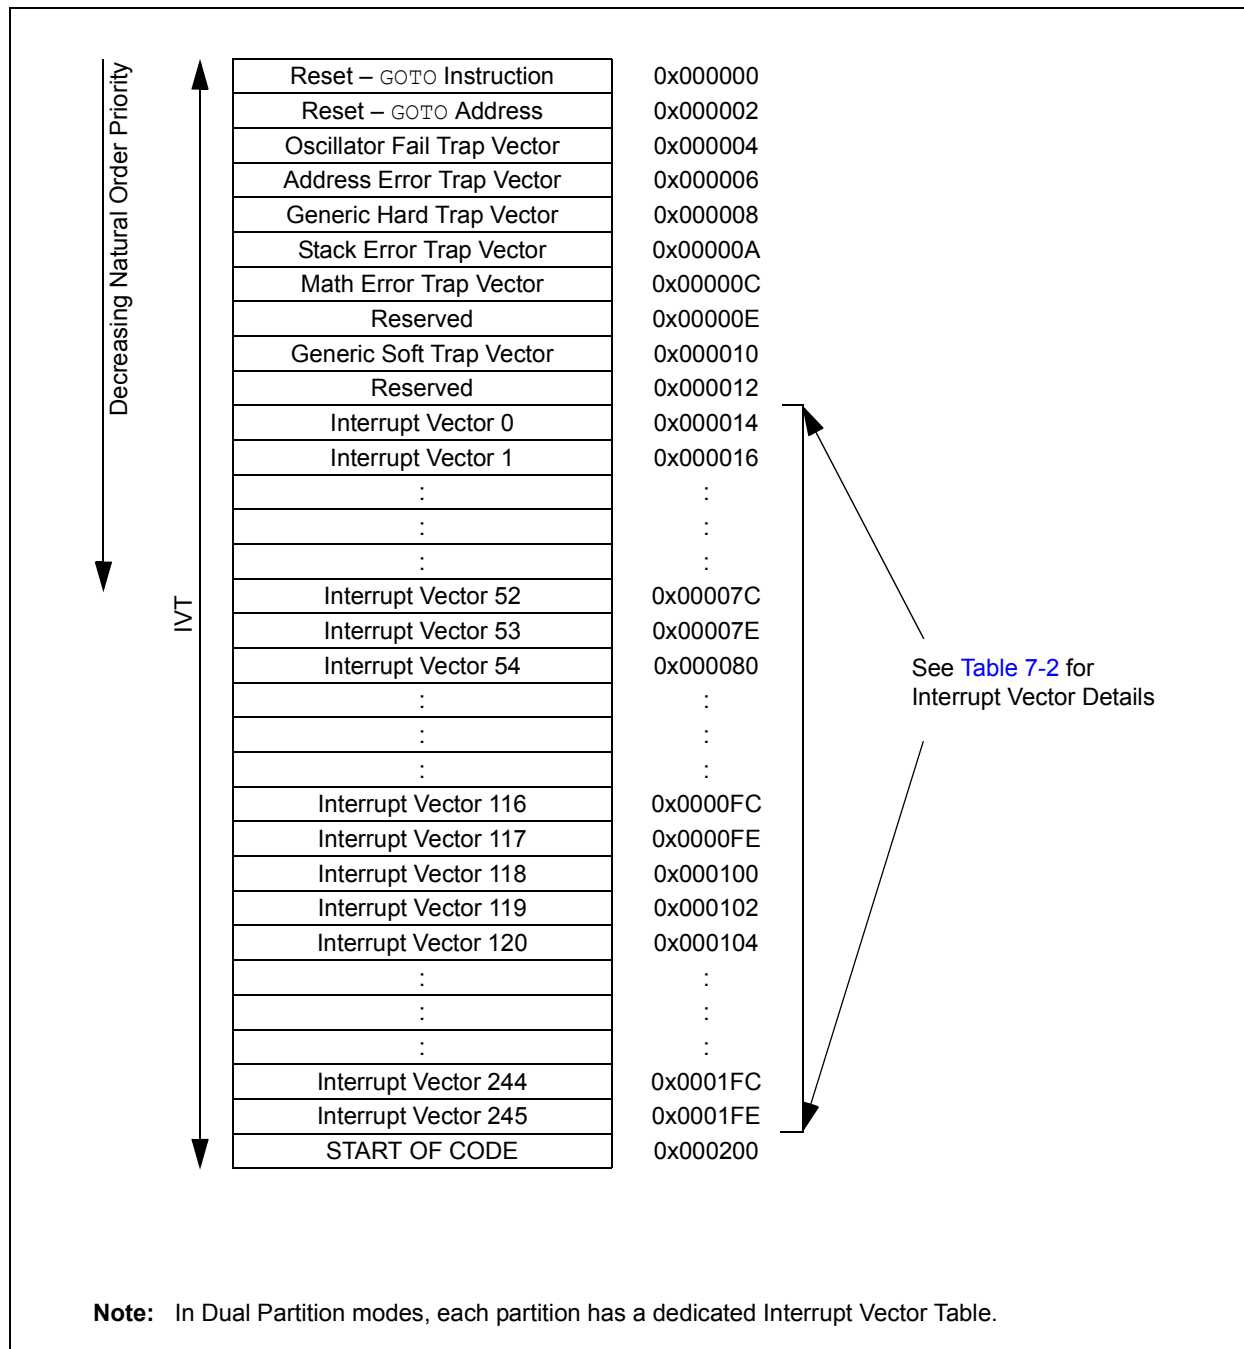 Decreasing Natural Order Priority
IVT
Reset – GOTO Instruction 0x000000
Reset – GOTO Address 0x000002
Oscillator Fail Trap Vector 0x000004
Address Error Trap Vector 0x000006
Generic Hard Trap Vector 0x000008
Stack Error Trap Vector 0x00000A
Math Error Trap Vector 0x00000C
Reserved 0x00000E
Generic Soft Trap Vector 0x000010
Reserved 0x000012
Interrupt Vector 0 0x000014
Interrupt Vector 1 0x000016
: :
: :
: :
Interrupt Vector 52 0x00007C
Interrupt Vector 53 0x00007E
Interrupt Vector 54 0x000080
: :
: :
: :
Interrupt Vector 116 0x0000FC
Interrupt Vector 117 0x0000FE
Interrupt Vector 118 0x000100
Interrupt Vector 119 0x000102
Interrupt Vector 120 0x000104
: :
: :
: :
Interrupt Vector 244 0x0001FC
Interrupt Vector 245 0x0001FE
START OF CODE 0x000200
See Table 7-2 for
Interrupt Vector Details
Note: In Dual Partition modes, each partition has a dedicated Interrupt Vector Table.